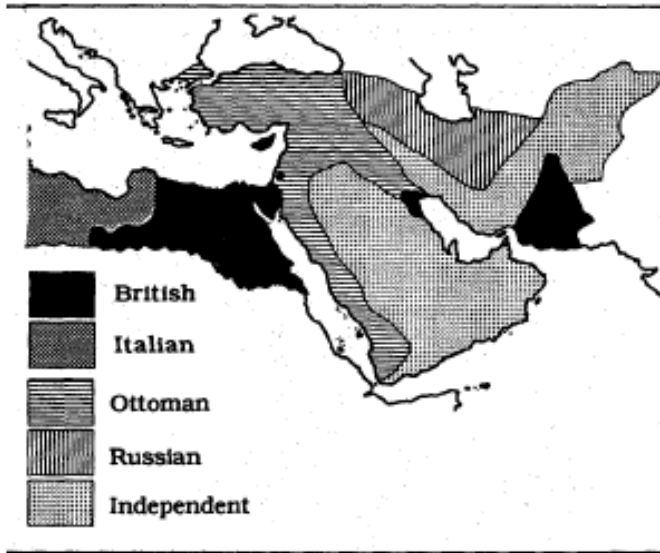 British
Italian
Ottoman
Russian
Independent